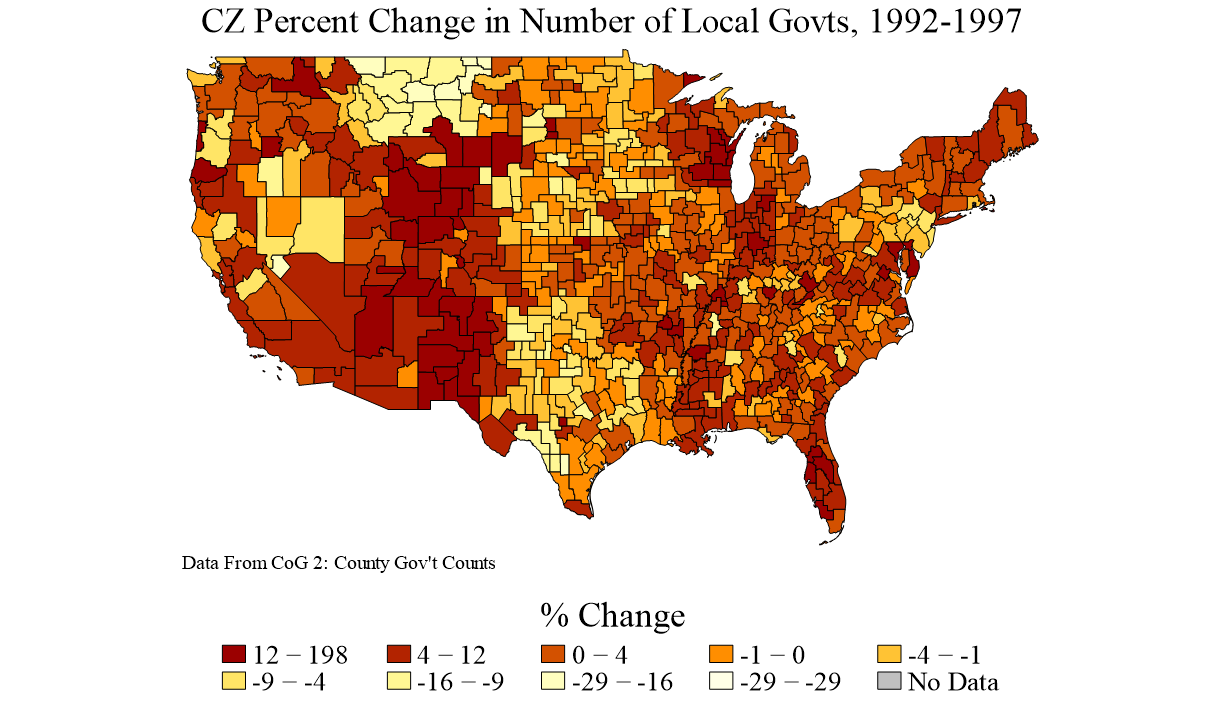 CZ Percent Change in Number of Local Govts, 1992-1997
Data From CoG 2: County Gov't Counts
% Change
12 − 198
4 − 12
0 − 4
-1 − 0
-4 − -1
-9 − -4
-16 − -9
-29 − -16
-29 − -29
No Data